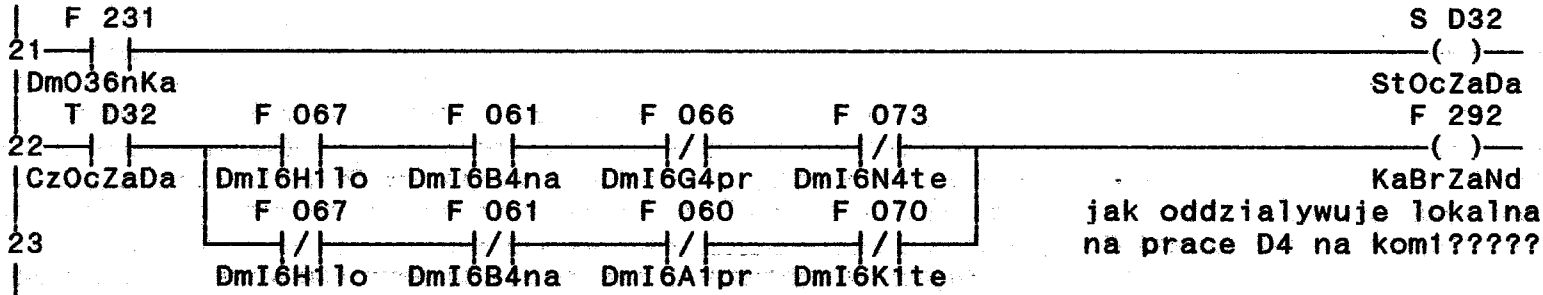 F 231 S D32
21 ( )
DmO36nKa StOcZaDa
T D32 F 067 F 061 F 066 F 073 F 292
22 / / ( )
CzOcZaDa DmI6H1lo DmI6B4na DmI6G4pr DmI6N4te KaBrZaNd
F 067 F 061 F 060 F 070 jak oddzialywuje lokalna
23 / / / / na prace D4 na kom1?????
DmI6H1lo DmI6B4na DmI6A1pr DmI6K1te